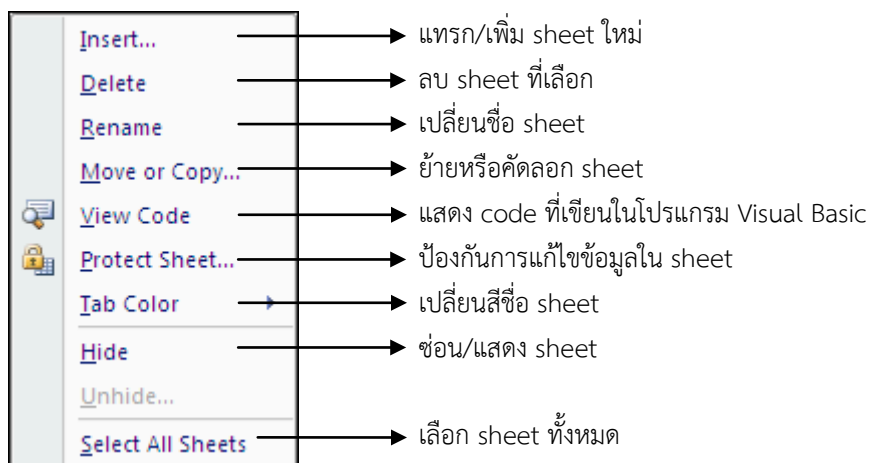 Insert... แทรก/เพิ่ม sheet ใหม่
Delete ลบ sheet ที่เลือก
Rename เปลี่ยนชื่อ sheet
Move or Copy... ย้ายหรือคัดลอก sheet
View Code แสดง code ที่เขียนในโปรแกรม Visual Basic
Protect Sheet... ป้องกันการแก้ไขข้อมูลใน sheet
Tab Color เปลี่ยนสีชื่อ sheet
Hide ซ่อน/แสดง sheet
Unhide...
Select All Sheets เลือก sheet ทั้งหมด